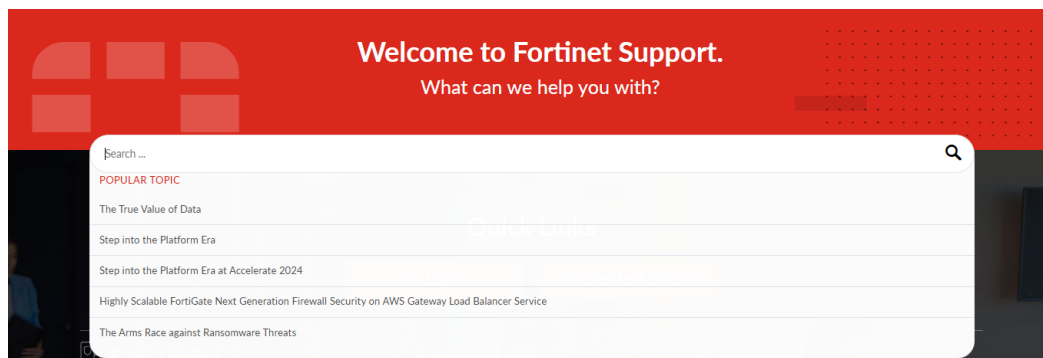 Welcome to Fortinet Support.
What can we help you with?
Search ...
POPULAR TOPIC
The True Value of Data
Quick Links
Step into the Platform Era
Step into the Platform Era at Accelerate 2024
Highly Scalable FortiGate Next Generation Firewall Security on AWS Gateway Load Balancer Service
The Arms Race against Ransomware Threats